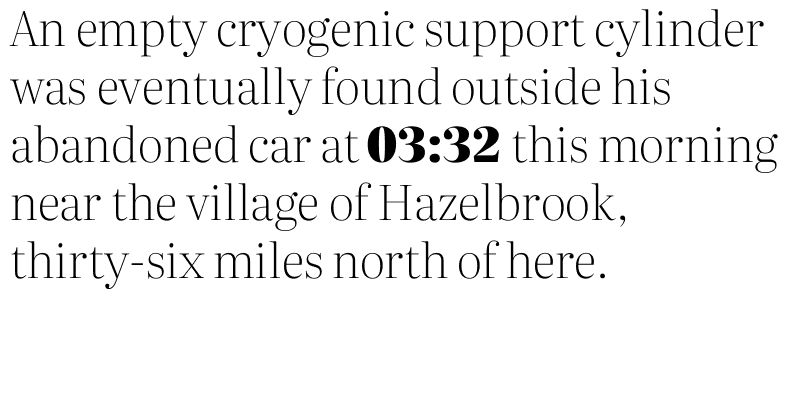 An empty cryogenic support cylinder
was eventually found outside his
abandoned car at 03:32 this morning
near the village of Hazelbrook,
thirty-six miles north of here.